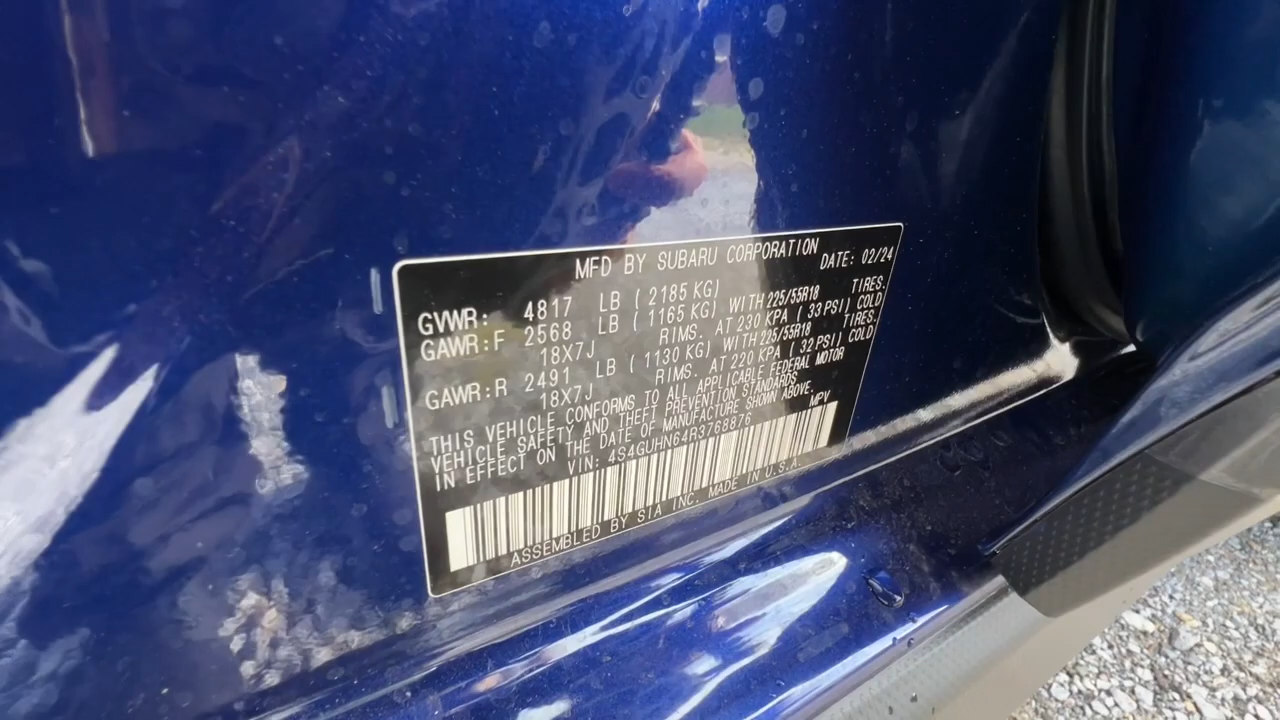 MFD BY SUBARU CORPORATION DATE: 02/24
GVWR: 4817 LB ( 2185 KG)
GAWR:F 2568 LB ( 1165 KG) WITH 225/55R18 TIRES.
18X7J RIMS. AT 230 KPA ( 33 PSI) COLD
GAWR:R 2491 LB ( 1130 KG) WITH 225/55R18 TIRES.
18X7J RIMS. AT 220 KPA ( 32 PSI) COLD
THIS VEHICLE CONFORMS TO ALL APPLICABLE FEDERAL MOTOR
VEHICLE SAFETY AND THEFT PREVENTION STANDARDS
IN EFFECT ON THE DATE OF MANUFACTURE SHOWN ABOVE.
VIN: 4S4GUHN64R3768876 MPV
ASSEMBLED BY SIA INC. MADE IN U.S.A.